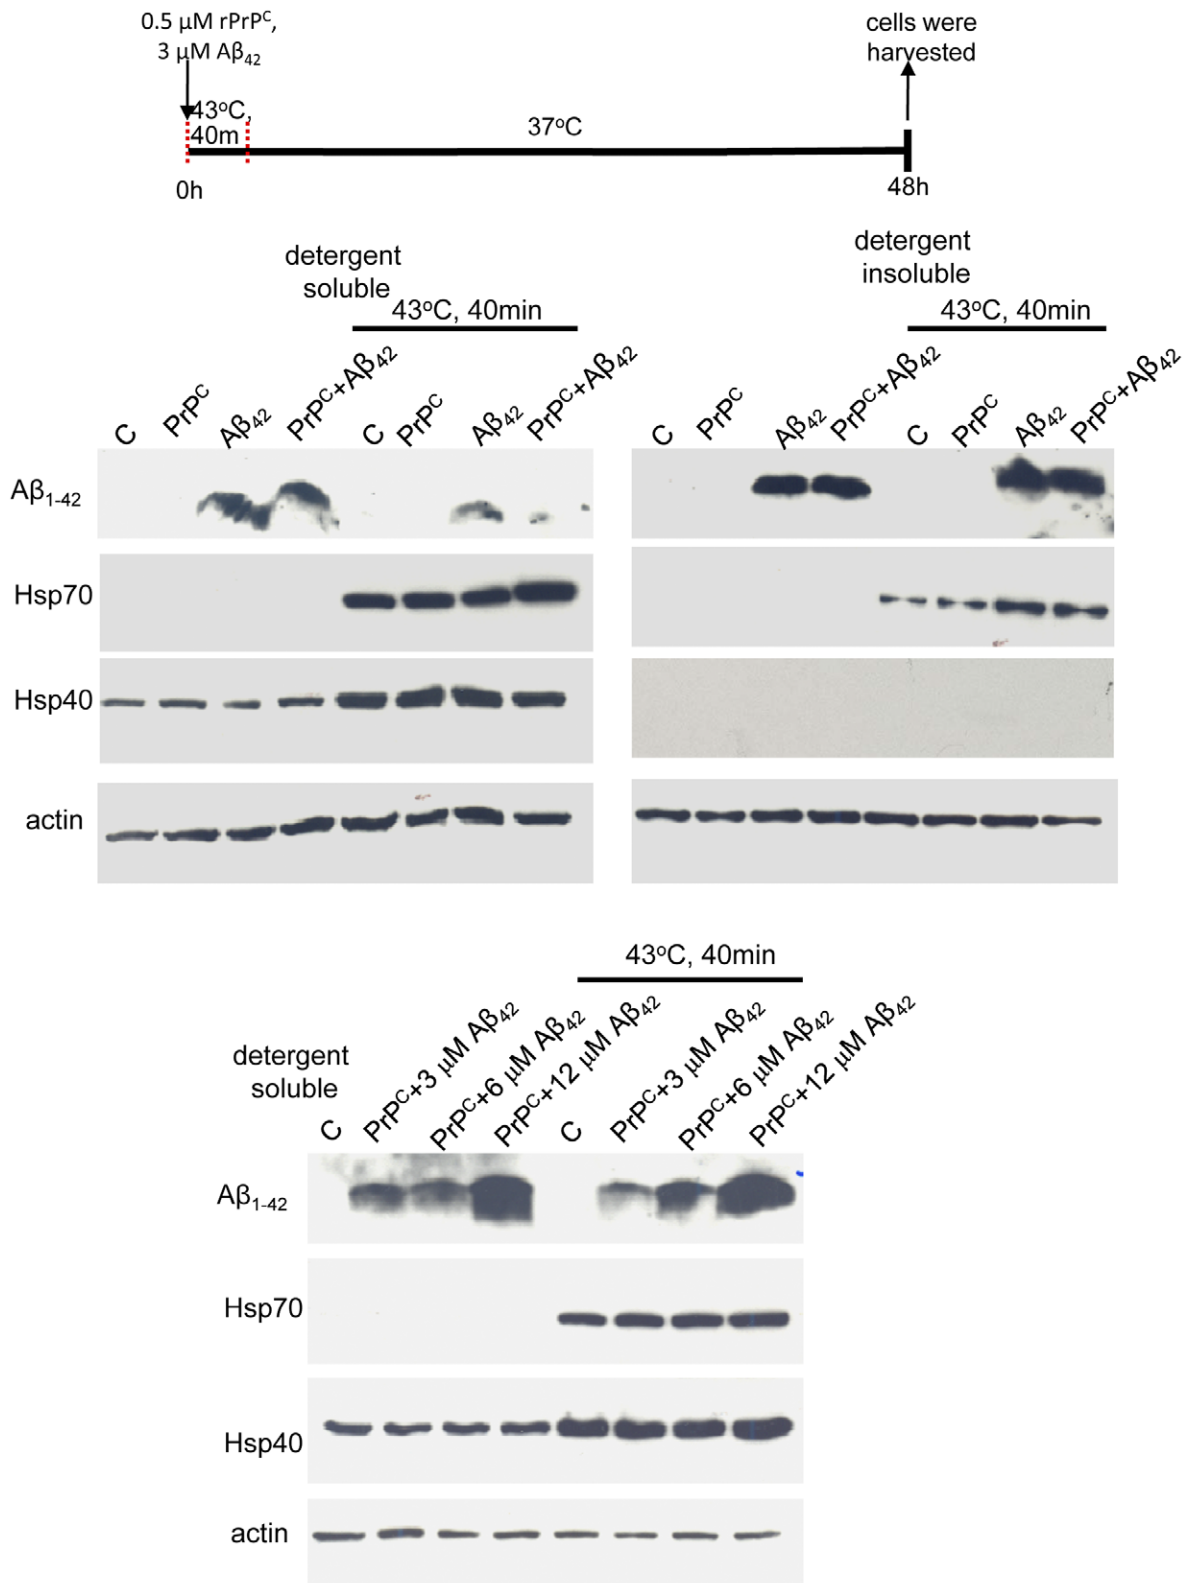 0.5 µM rPrPᶜ,
3 µM Aβ₄₂
cells were
harvested
43ºC,
40m
37ºC
0h
48h
detergent
soluble
43ºC, 40min
detergent
insoluble
43ºC, 40min
C PrPᶜ Aβ₄₂ PrPᶜ+Aβ₄₂ C PrPᶜ Aβ₄₂ PrPᶜ+Aβ₄₂
C PrPᶜ Aβ₄₂ PrPᶜ+Aβ₄₂ C PrPᶜ Aβ₄₂ PrPᶜ+Aβ₄₂
Aβ₁₋₄₂
Hsp70
Hsp40
actin
43ºC, 40min
detergent
soluble
C PrPᶜ+3 µM Aβ₄₂ PrPᶜ+6 µM Aβ₄₂ PrPᶜ+12 µM Aβ₄₂ C PrPᶜ+3 µM Aβ₄₂ PrPᶜ+6 µM Aβ₄₂ PrPᶜ+12 µM Aβ₄₂
Aβ₁₋₄₂
Hsp70
Hsp40
actin